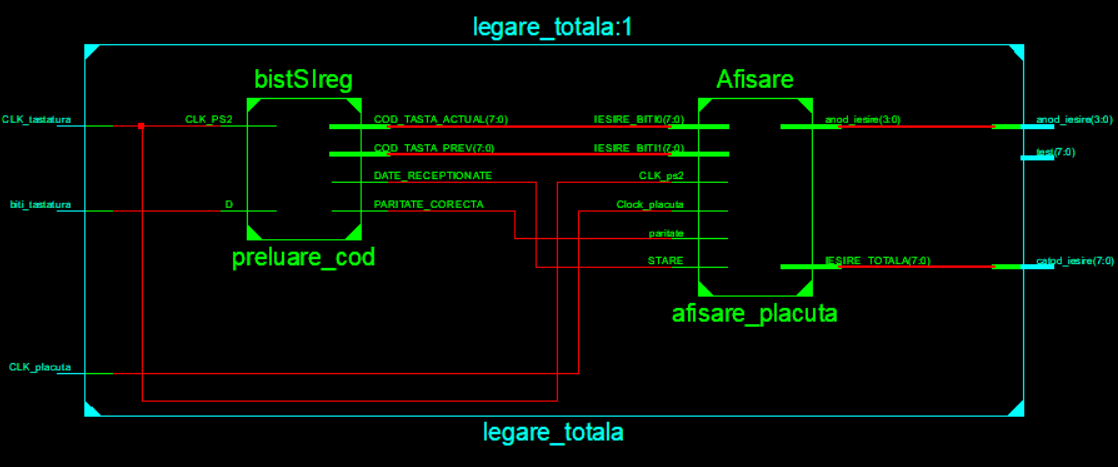 legare_totala:1
bistSIreg
Afisare
CLK_tastatura
CLK_PS2
COD_TASTA_ACTUAL(7:0)
IESIRE_BITI0(7:0)
anod_iesire(3:0)
anod_iesire(3:0)
COD_TASTA_PREV(7:0)
IESIRE_BITI1(7:0)
test(7:0)
DATE_RECEPTIONATE
CLK_ps2
biti_tastatura
D
PARITATE_CORECTA
Clock_placuta
paritate
STARE
IESIRE_TOTALA(7:0)
catod_iesire(7:0)
preluare_cod
afisare_placuta
CLK_placuta
legare_totala